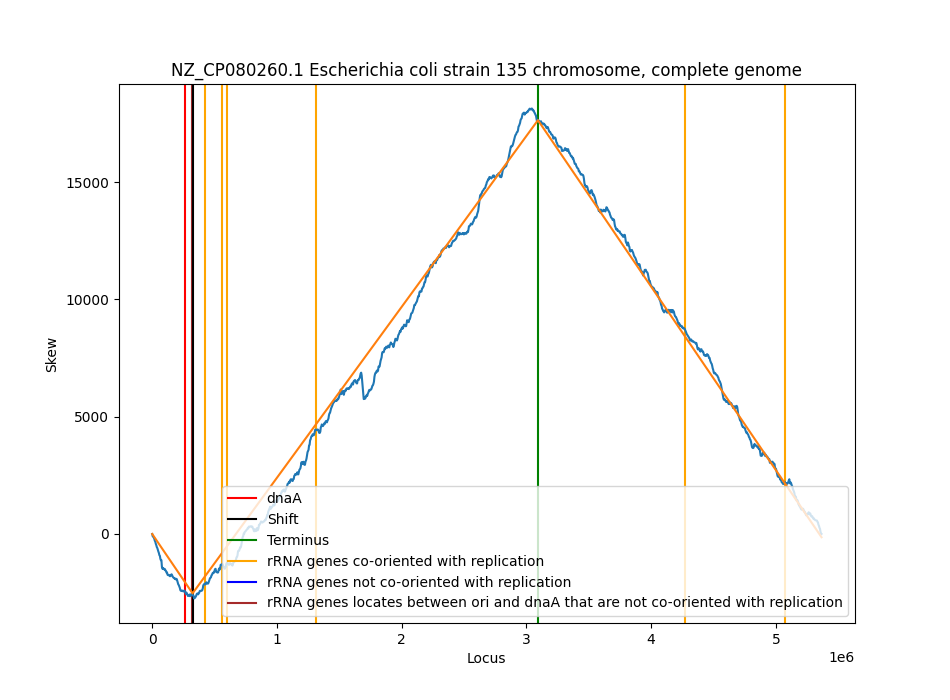 NZ_CP080260.1 Escherichia coli strain 135 chromosome, complete genome
15000
10000
5000
0
Skew
dnaA
Shift
Terminus
rRNA genes co-oriented with replication
rRNA genes not co-oriented with replication
rRNA genes locates between ori and dnaA that are not co-oriented with replication
0 1 2 3 4 5
1e6
Locus